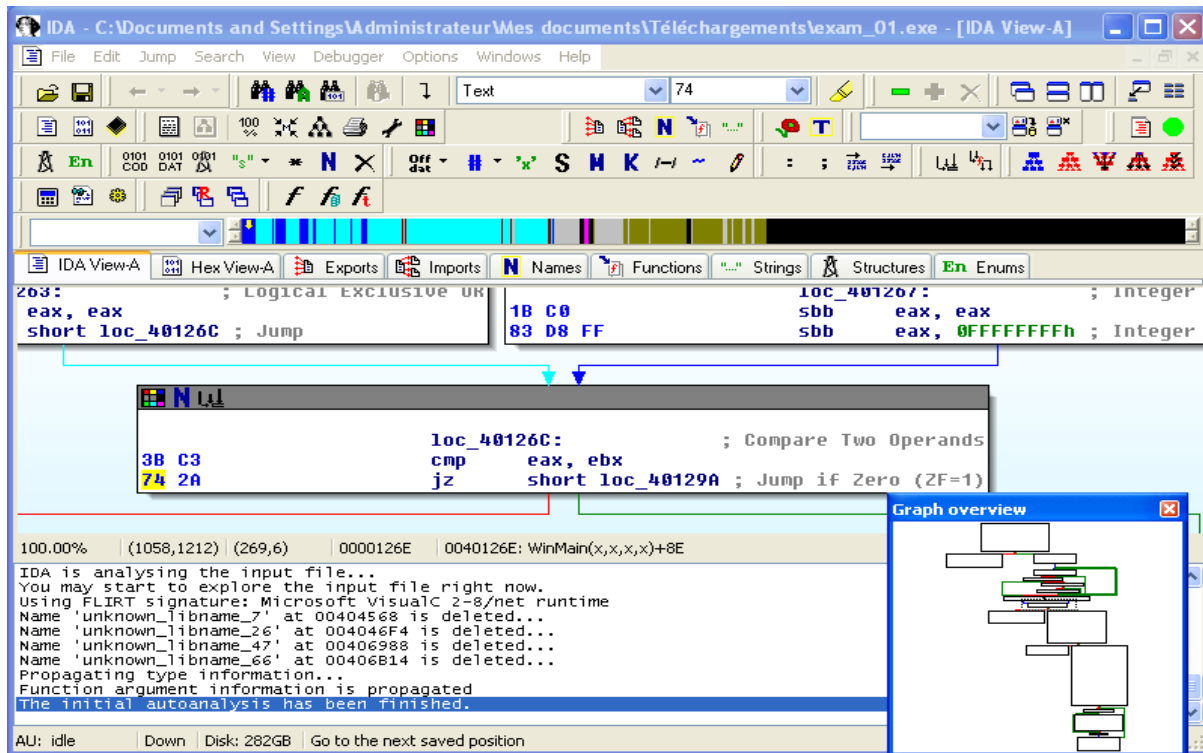 IDA - C:\Documents and Settings\Administrateur\Mes documents\Téléchargements\exam_01.exe - [IDA View-A]
File Edit Jump Search View Debugger Options Windows Help
Text 74
En
IDA View-A Hex View-A Exports Imports Names Functions Strings Structures En Enums
263: ; Logical Exclusive OR
eax, eax
short loc_40126C ; Jump
loc_401267: ; Integer
1B C0 sbb eax, eax
83 D8 FF sbb eax, 0FFFFFFFFh ; Integer
loc_40126C: ; Compare Two Operands
3B C3 cmp eax, ebx
74 2A jz short loc_40129A ; Jump if Zero (ZF=1)
Graph overview
100.00% (1058,1212) (269,6) 0000126E 0040126E: WinMain(x,x,x,x)+8E
IDA is analysing the input file...
You may start to explore the input file right now.
Using FLIRT signature: Microsoft VisualC 2-8/net runtime
Name 'unknown_libname_7' at 00404568 is deleted...
Name 'unknown_libname_26' at 004046F4 is deleted...
Name 'unknown_libname_47' at 00406988 is deleted...
Name 'unknown_libname_66' at 00406B14 is deleted...
Propagating type information...
Function argument information is propagated
The initial autoanalysis has been finished.
AU: idle Down Disk: 282GB Go to the next saved position